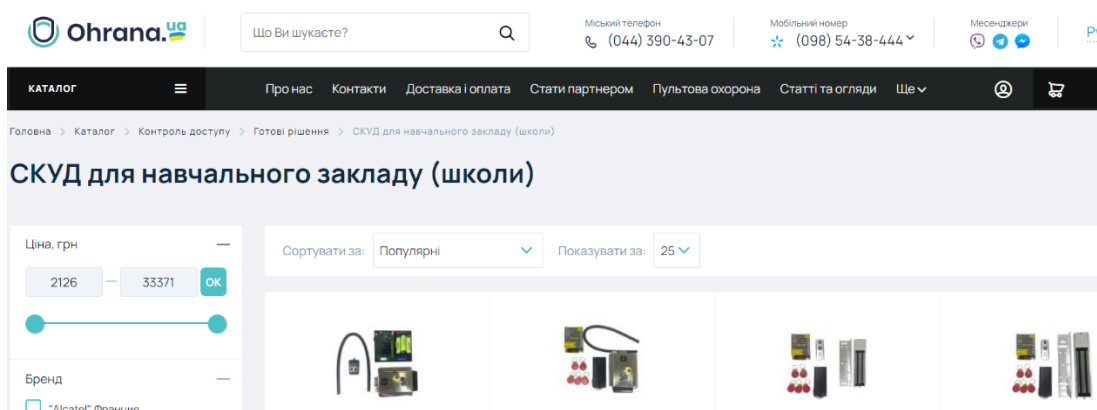 Ohrana.ua
Що Ви шукаєте?
Міський телефон
(044) 390-43-07
Мобільний номер
(098) 54-38-444
Месенджери
КАТАЛОГ
Про нас Контакти Доставка і оплата Стати партнером Пультова охорона Статті та огляди Ще
Головна > Каталог > Контроль доступу > Готові рішення > СКУД для навчального закладу (школи)
СКУД для навчального закладу (школи)
Ціна, грн
2126 — 33371 ОК
Сортувати за: Популярні Показувати за: 25
Бренд
"Alcatel" Франция